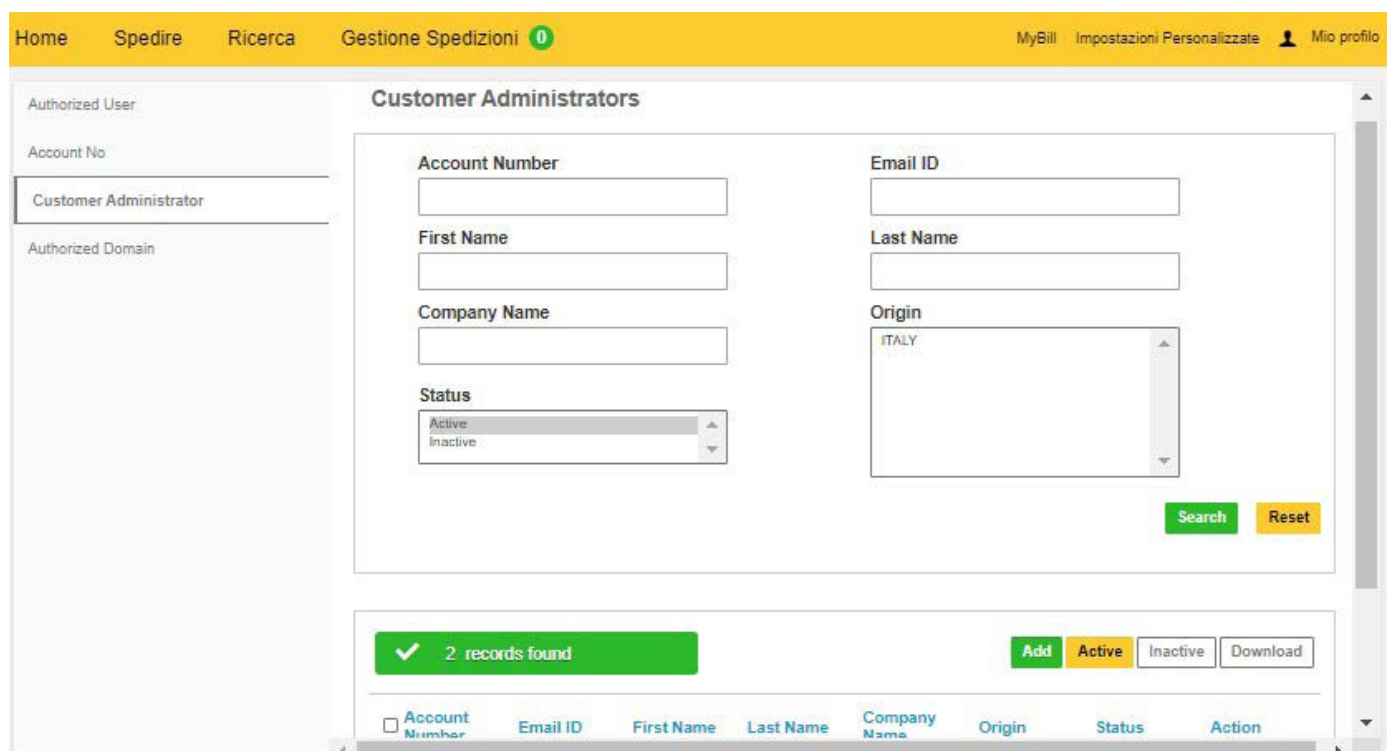 Home Spedire Ricerca Gestione Spedizioni 0 MyBill Impostazioni Personalizzate Mio profilo
Authorized User
Account No
Customer Administrator
Authorized Domain
Customer Administrators
Account Number Email ID
First Name Last Name
Company Name Origin
ITALY
Status
Active
Inactive
Search Reset
2 records found Add Active Inactive Download
Account Number Email ID First Name Last Name Company Name Origin Status Action